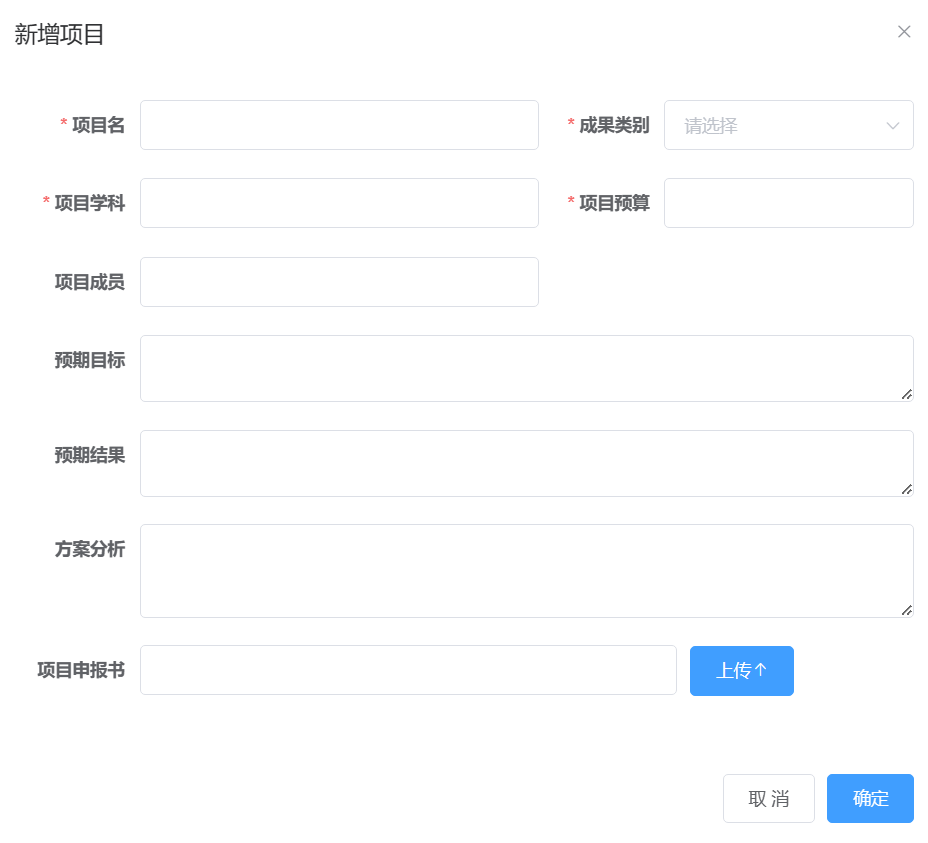 新增项目
* 项目名
* 成果类别 请选择
* 项目学科
* 项目预算
项目成员
预期目标
预期结果
方案分析
项目申报书 上传↑
取 消 确定